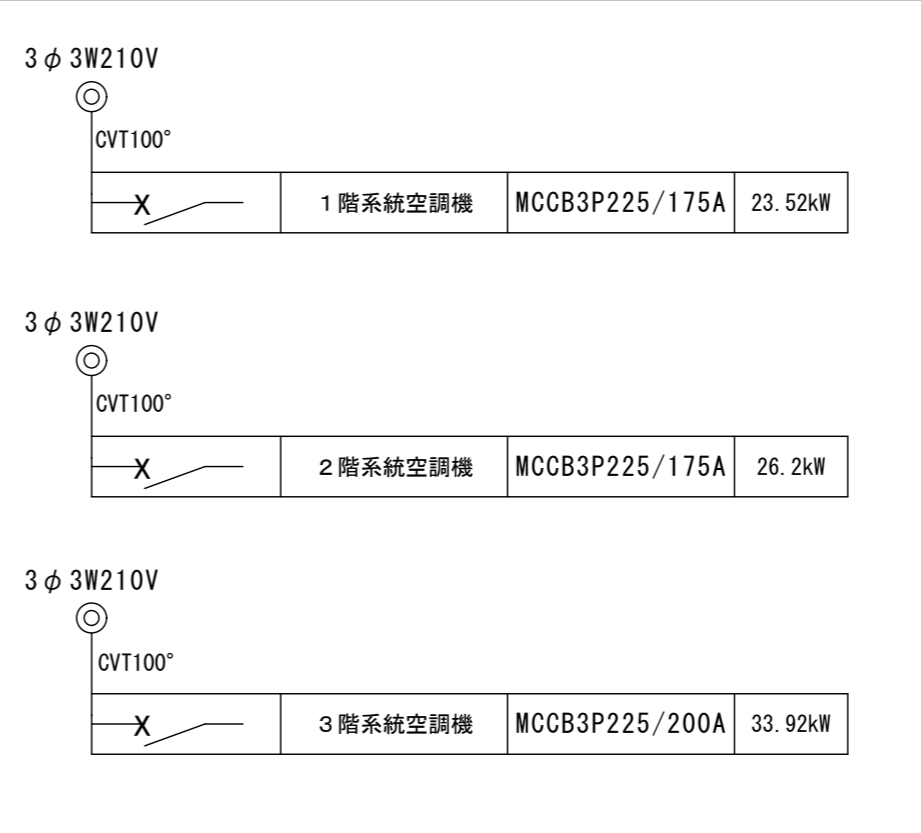 3φ3W210V
CVT100°
X
1階系統空調機 MCCB3P225/175A 23.52kW
3φ3W210V
CVT100°
X
2階系統空調機 MCCB3P225/175A 26.2kW
3φ3W210V
CVT100°
X
3階系統空調機 MCCB3P225/200A 33.92kW